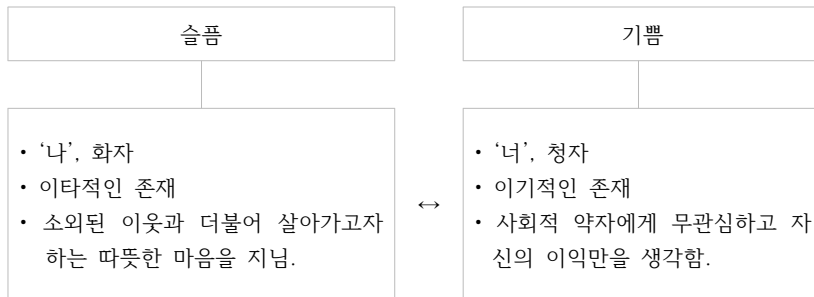 슬픔
기쁨
• ‘나’, 화자
• 이타적인 존재
• 소외된 이웃과 더불어 살아가고자
하는 따뜻한 마음을 지님.
↔
• ‘너’, 청자
• 이기적인 존재
• 사회적 약자에게 무관심하고 자
신의 이익만을 생각함.